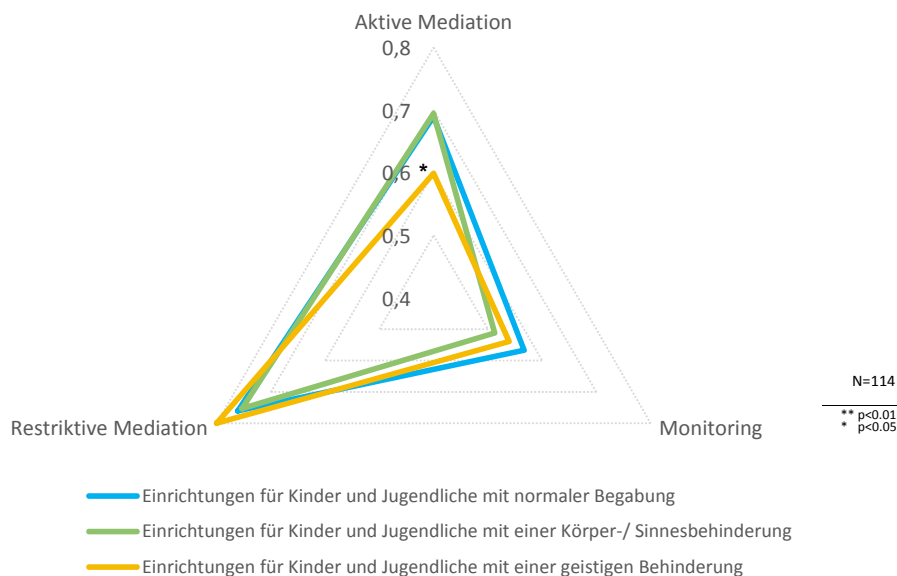 Aktive Mediation
0,8
0,7
0,6
*
0,5
0,4
Restriktive Mediation
Monitoring
N=114
** p<0.01
* p<0.05
Einrichtungen für Kinder und Jugendliche mit normaler Begabung
Einrichtungen für Kinder und Jugendliche mit einer Körper-/ Sinnesbehinderung
Einrichtungen für Kinder und Jugendliche mit einer geistigen Behinderung